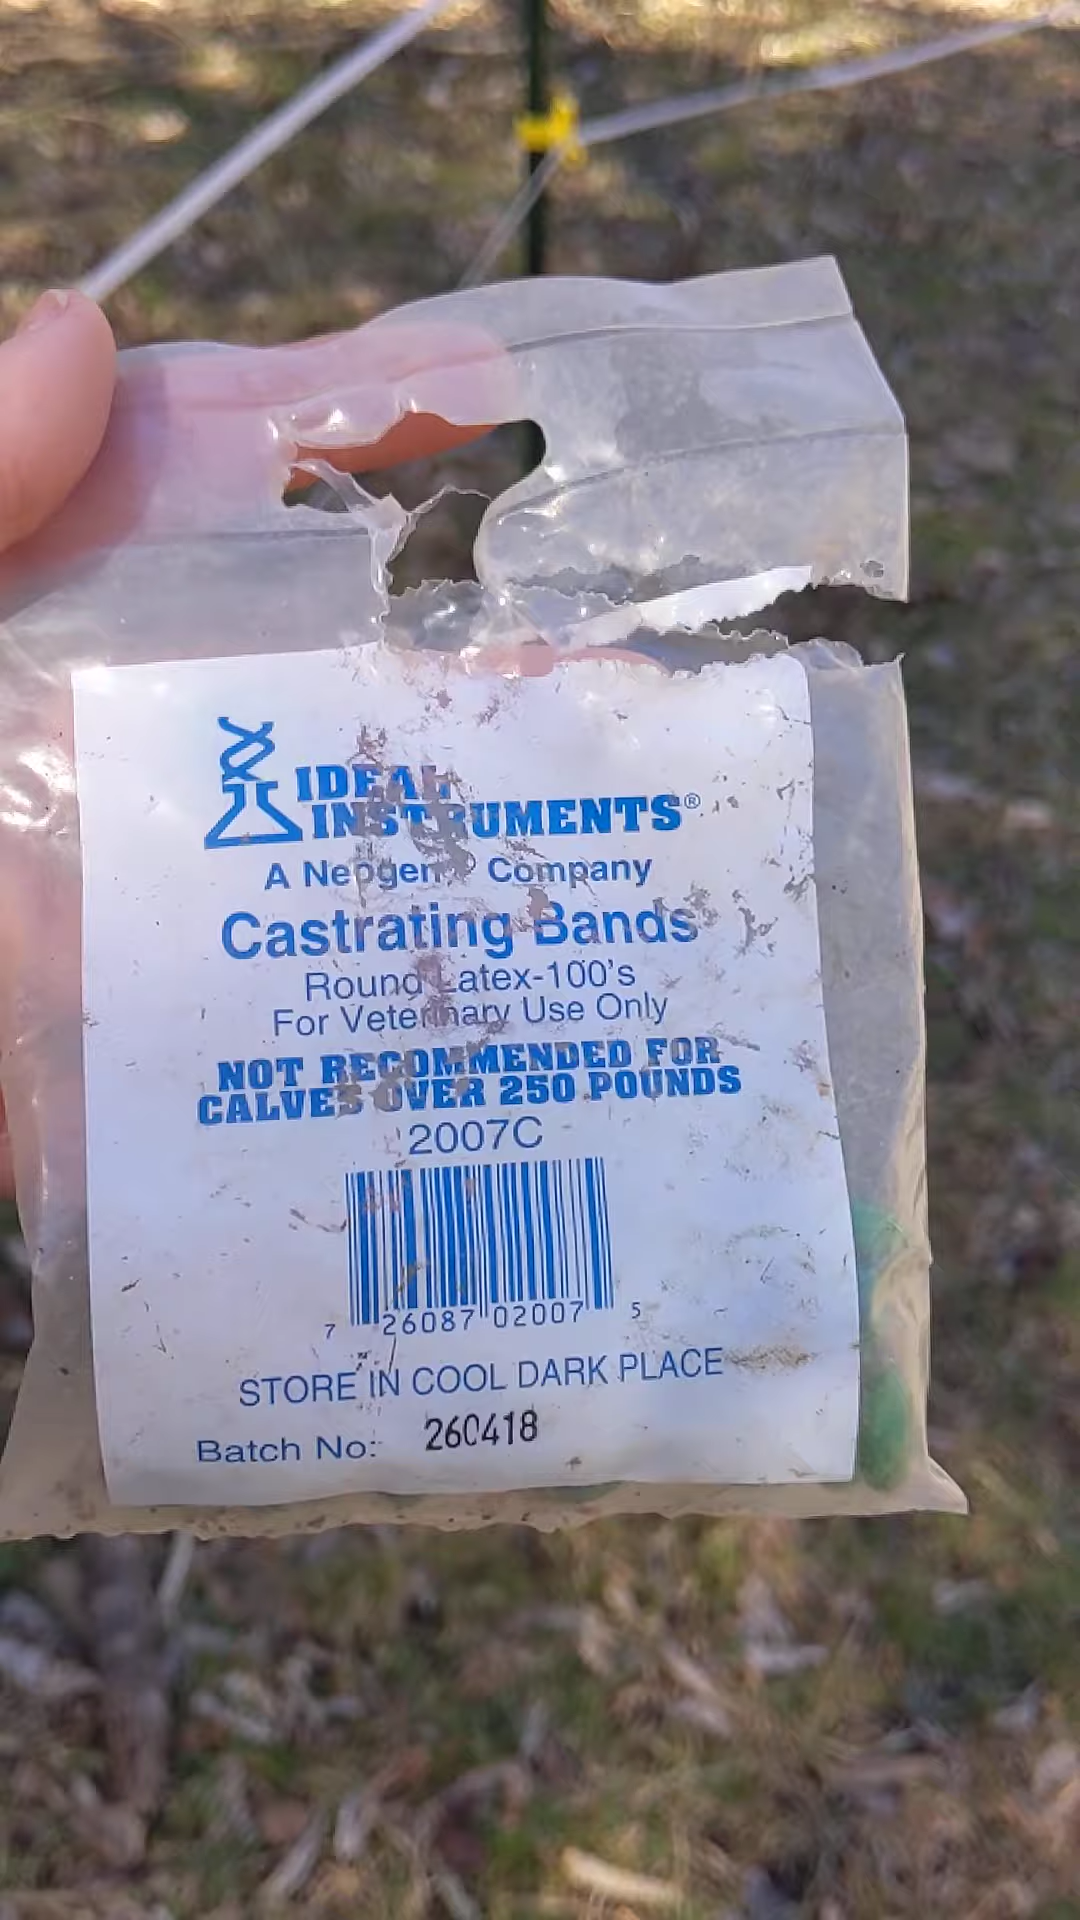 IDEAL
INSTRUMENTS®
A Neogen® Company
Castrating Bands
Round Latex-100's
For Veterinary Use Only
NOT RECOMMENDED FOR
CALVES OVER 250 POUNDS
2007C
7 26087 02007 5
STORE IN COOL DARK PLACE
Batch No: 260418